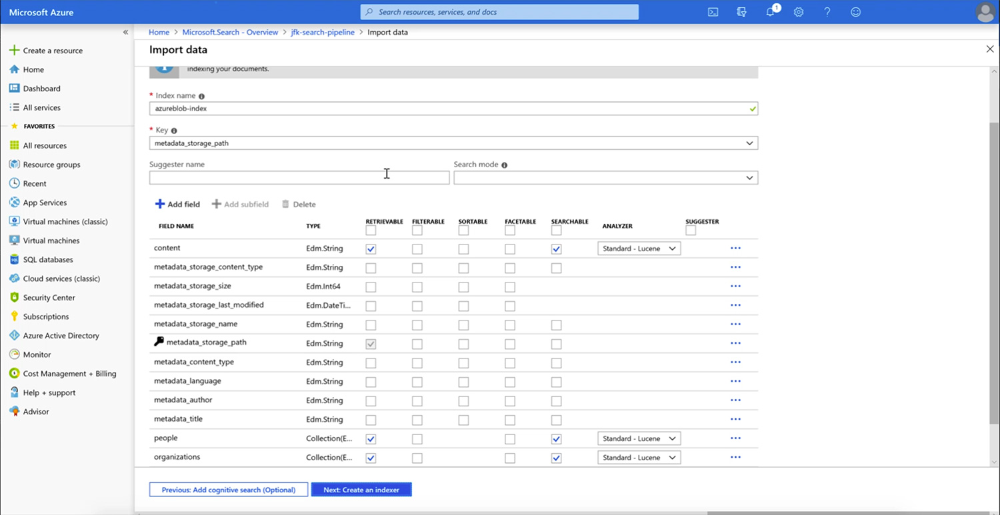 Microsoft Azure
Search resources, services, and docs
1
Home > Microsoft.Search - Overview > jfk-search-pipeline > Import data
Import data
Create a resource
Home
Dashboard
All services
FAVORITES
All resources
Resource groups
Recent
App Services
Virtual machines (classic)
Virtual machines
SQL databases
Cloud services (classic)
Security Center
Subscriptions
Azure Active Directory
Monitor
Cost Management + Billing
Help + support
Advisor
indexing your documents.
* Index name
azureblob-index
* Key
metadata_storage_path
Suggester name Search mode
Add field Add subfield Delete
FIELD NAME TYPE RETRIEVABLE FILTERABLE SORTABLE FACETABLE SEARCHABLE ANALYZER SUGGESTER
content Edm.String Standard - Lucene
metadata_storage_content_type Edm.String
metadata_storage_size Edm.Int64
metadata_storage_last_modified Edm.DateTi...
metadata_storage_name Edm.String
metadata_storage_path Edm.String
metadata_content_type Edm.String
metadata_language Edm.String
metadata_author Edm.String
metadata_title Edm.String
people Collection(E... Standard - Lucene
organizations Collection(E... Standard - Lucene
Previous: Add cognitive search (Optional) Next: Create an indexer